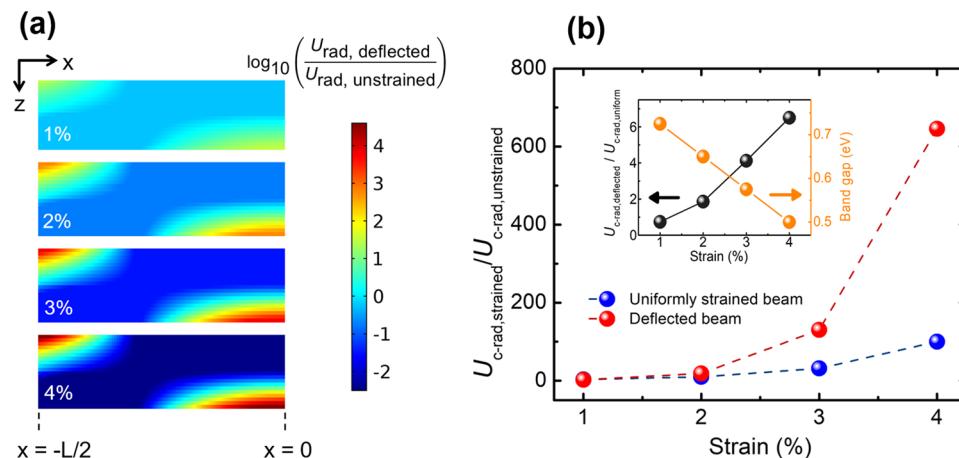 (a)
x
z
log10(Urad, deflected/Urad, unstrained)
1%
2%
3%
4%
4
3
2
1
0
-1
-2
x = -L/2
x = 0
(b)
Uc-rad,strained/Uc-rad,unstrained
800
600
400
200
0
1
2
3
4
Strain (%)
Uniformly strained beam
Deflected beam
Uc-rad,deflected / Uc-rad,uniform
6
4
2
0
1
2
3
4
Strain (%)
0.7
0.6
0.5
Band gap (eV)